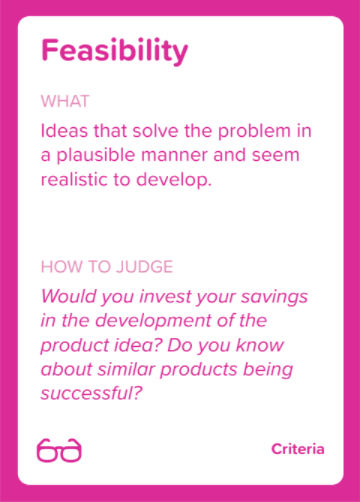 Feasibility
WHAT
Ideas that solve the problem in
a plausible manner and seem
realistic to develop.
HOW TO JUDGE
Would you invest your savings
in the development of the
product idea? Do you know
about similar products being
successful?
Criteria